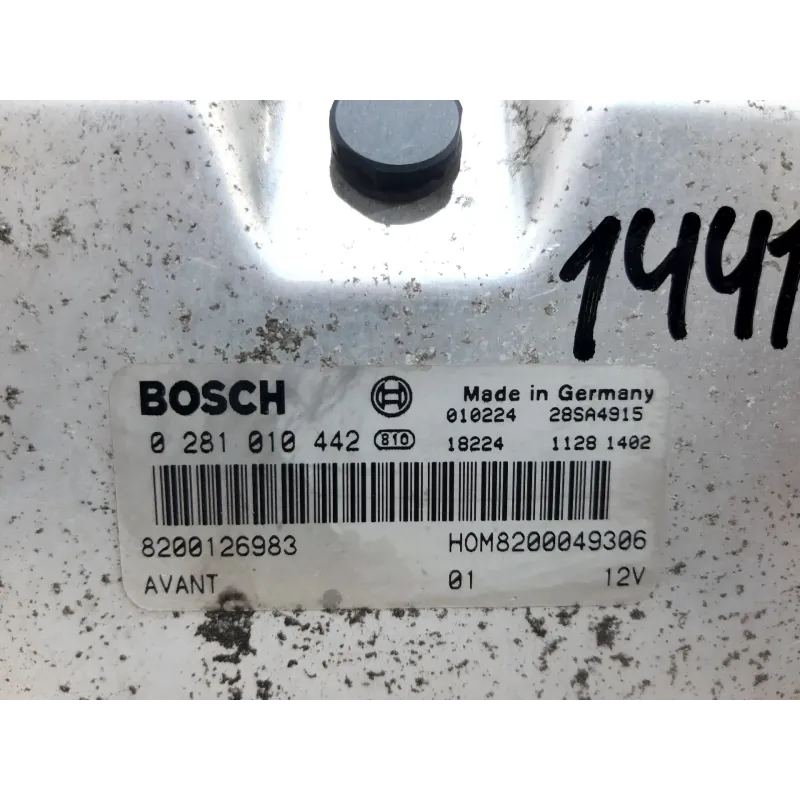 1441
BOSCH Made in Germany
010224 28SA4915
0 281 010 442 810 18224 1128 1402
8200126983 HOM8200049306
AVANT 01 12V